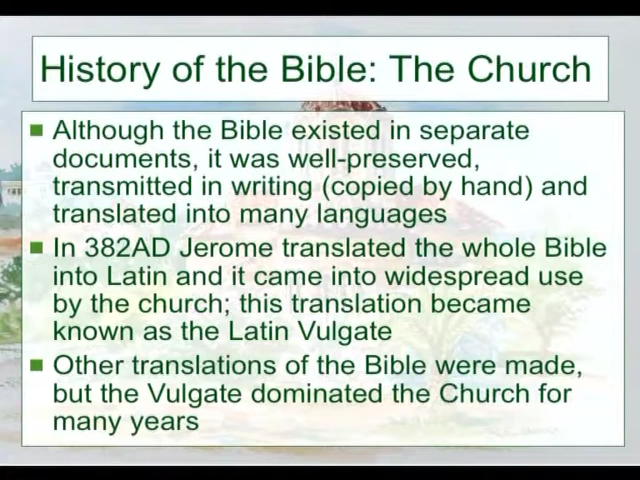 History of the Bible: The Church
Although the Bible existed in separate
documents, it was well-preserved,
transmitted in writing (copied by hand) and
translated into many languages
In 382AD Jerome translated the whole Bible
into Latin and it came into widespread use
by the church; this translation became
known as the Latin Vulgate
Other translations of the Bible were made,
but the Vulgate dominated the Church for
many years